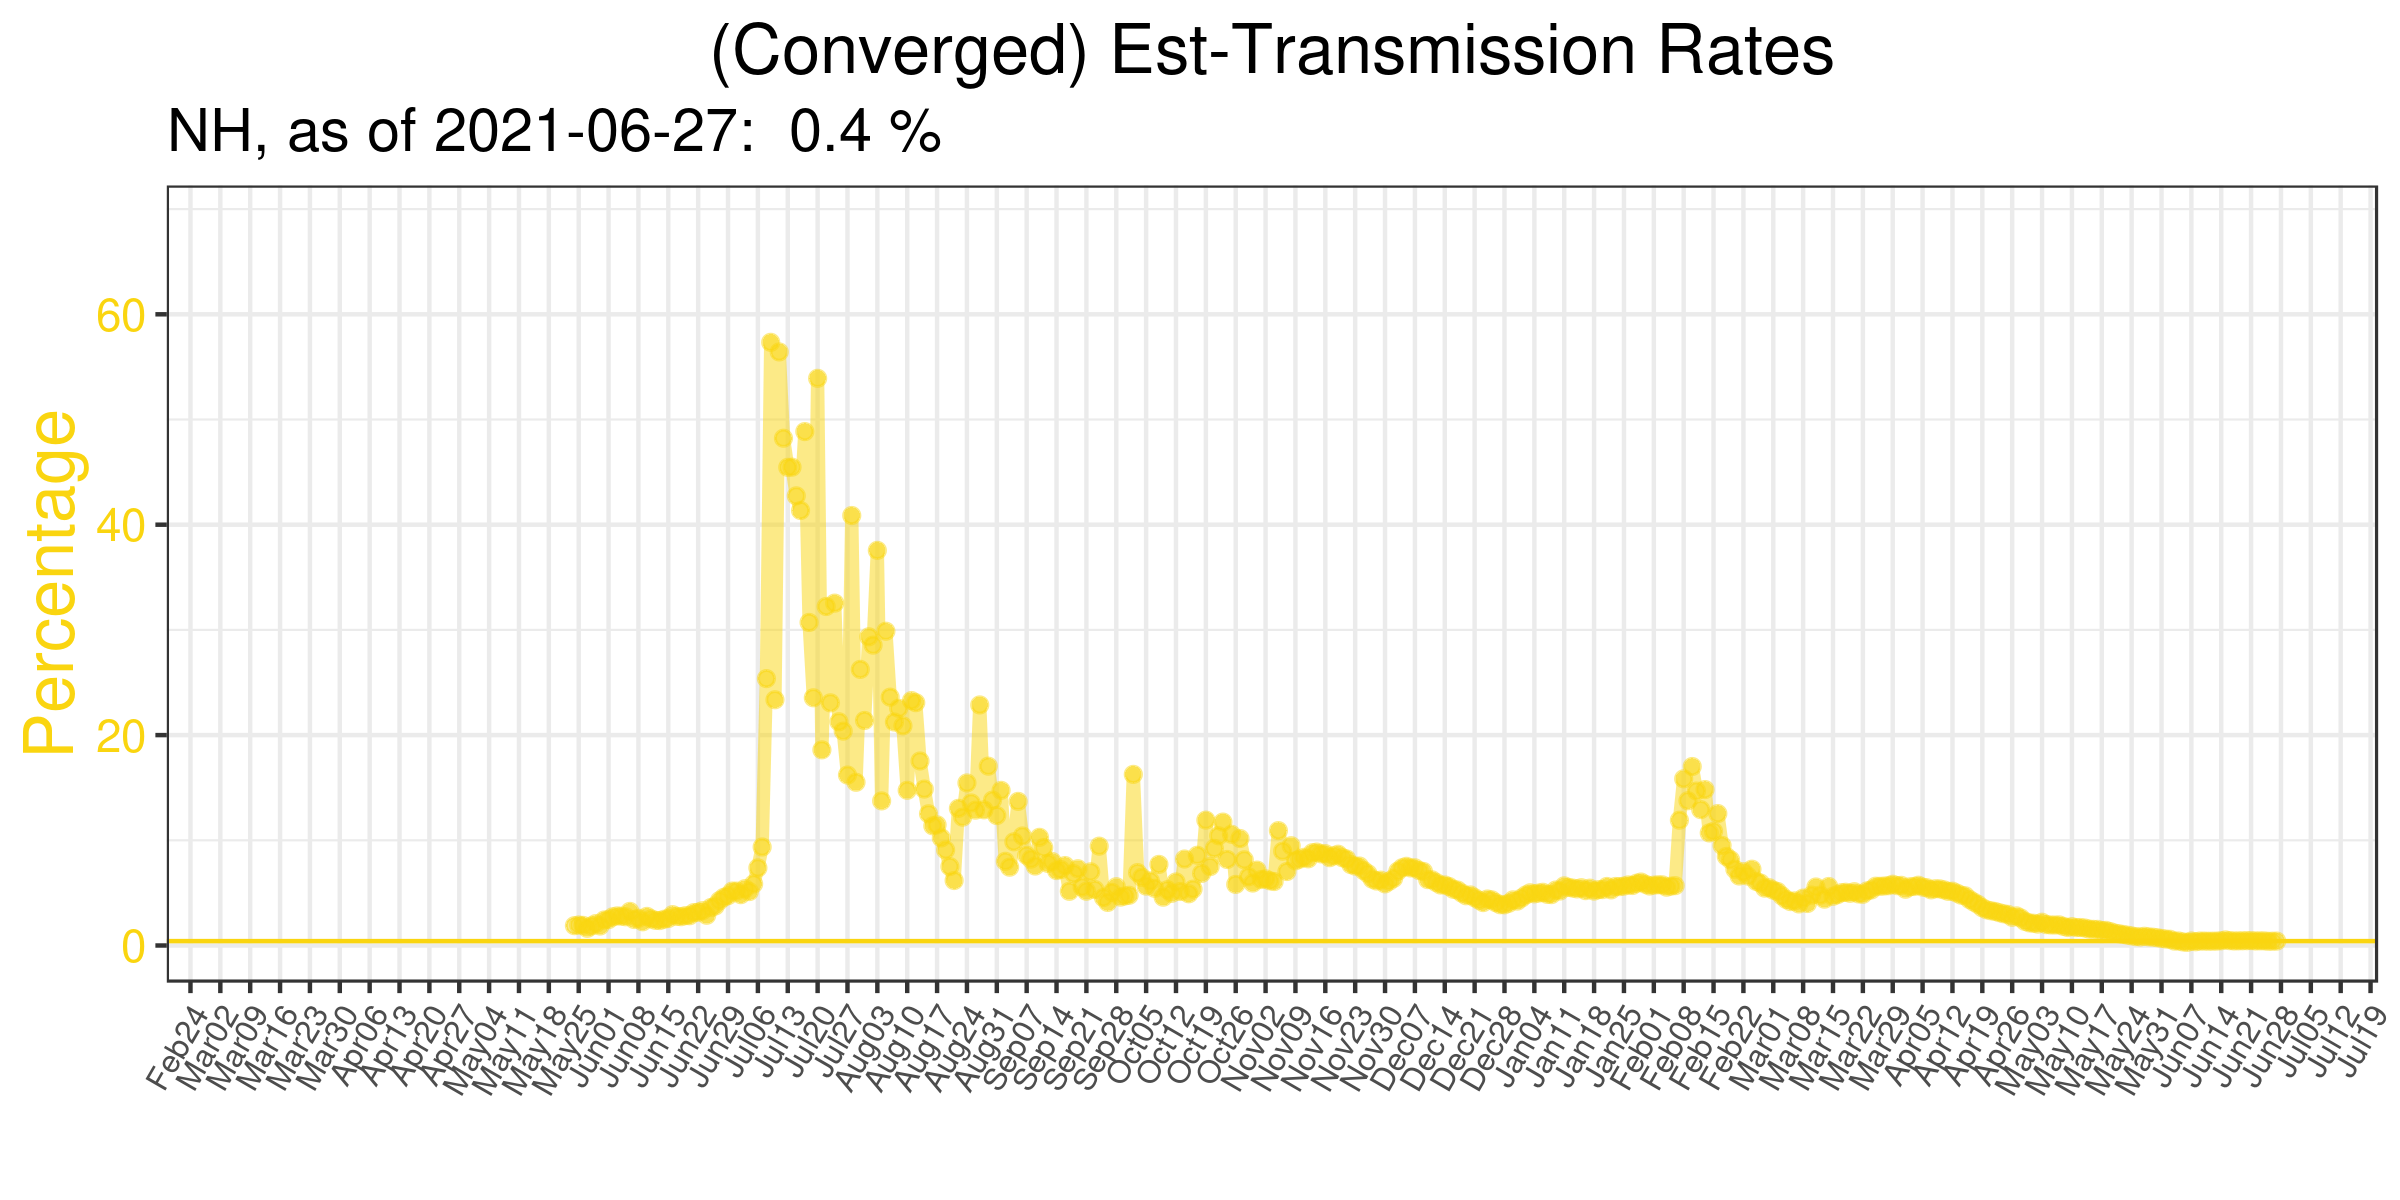 (Converged) Est-Transmission Rates
NH, as of 2021-06-27:  0.4 %
Percentage
60
40
20
0
Feb24
Mar02
Mar09
Mar16
Mar23
Mar30
Apr06
Apr13
Apr20
Apr27
May04
May11
May18
May25
Jun01
Jun08
Jun15
Jun22
Jun29
Jul06
Jul13
Jul20
Jul27
Aug03
Aug10
Aug17
Aug24
Aug31
Sep07
Sep14
Sep21
Sep28
Oct05
Oct12
Oct19
Oct26
Nov02
Nov09
Nov16
Nov23
Nov30
Dec07
Dec14
Dec21
Dec28
Jan04
Jan11
Jan18
Jan25
Feb01
Feb08
Feb15
Feb22
Mar01
Mar08
Mar15
Mar22
Mar29
Apr05
Apr12
Apr19
Apr26
May03
May10
May17
May24
May31
Jun07
Jun14
Jun21
Jun28
Jul05
Jul12
Jul19